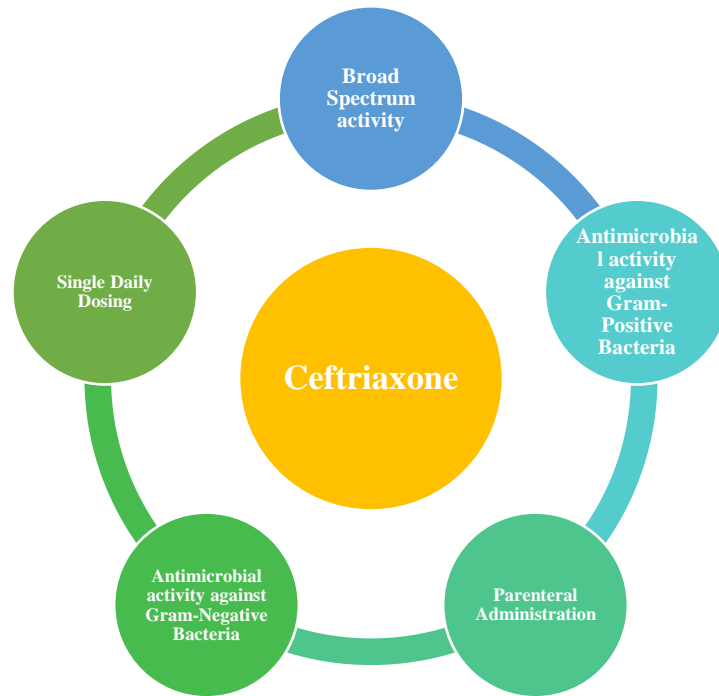 Broad
Spectrum
activity
Antimicrobia
l activity
against
Gram-
Positive
Bacteria
Single Daily
Dosing
Ceftriaxone
Antimicrobial
activity against
Gram-Negative
Bacteria
Parenteral
Administration